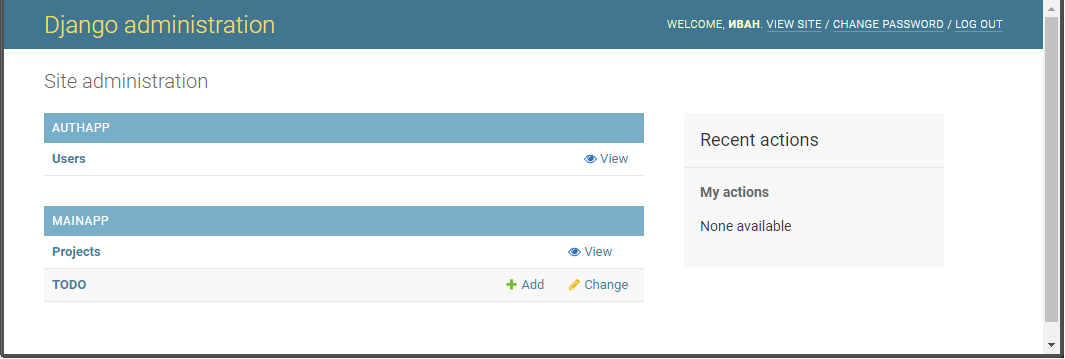 Django administration
WELCOME, ИВАН. VIEW SITE / CHANGE PASSWORD / LOG OUT
Site administration
AUTHAPP
Users View
MAINAPP
Projects View
TODO Add Change
Recent actions
My actions
None available